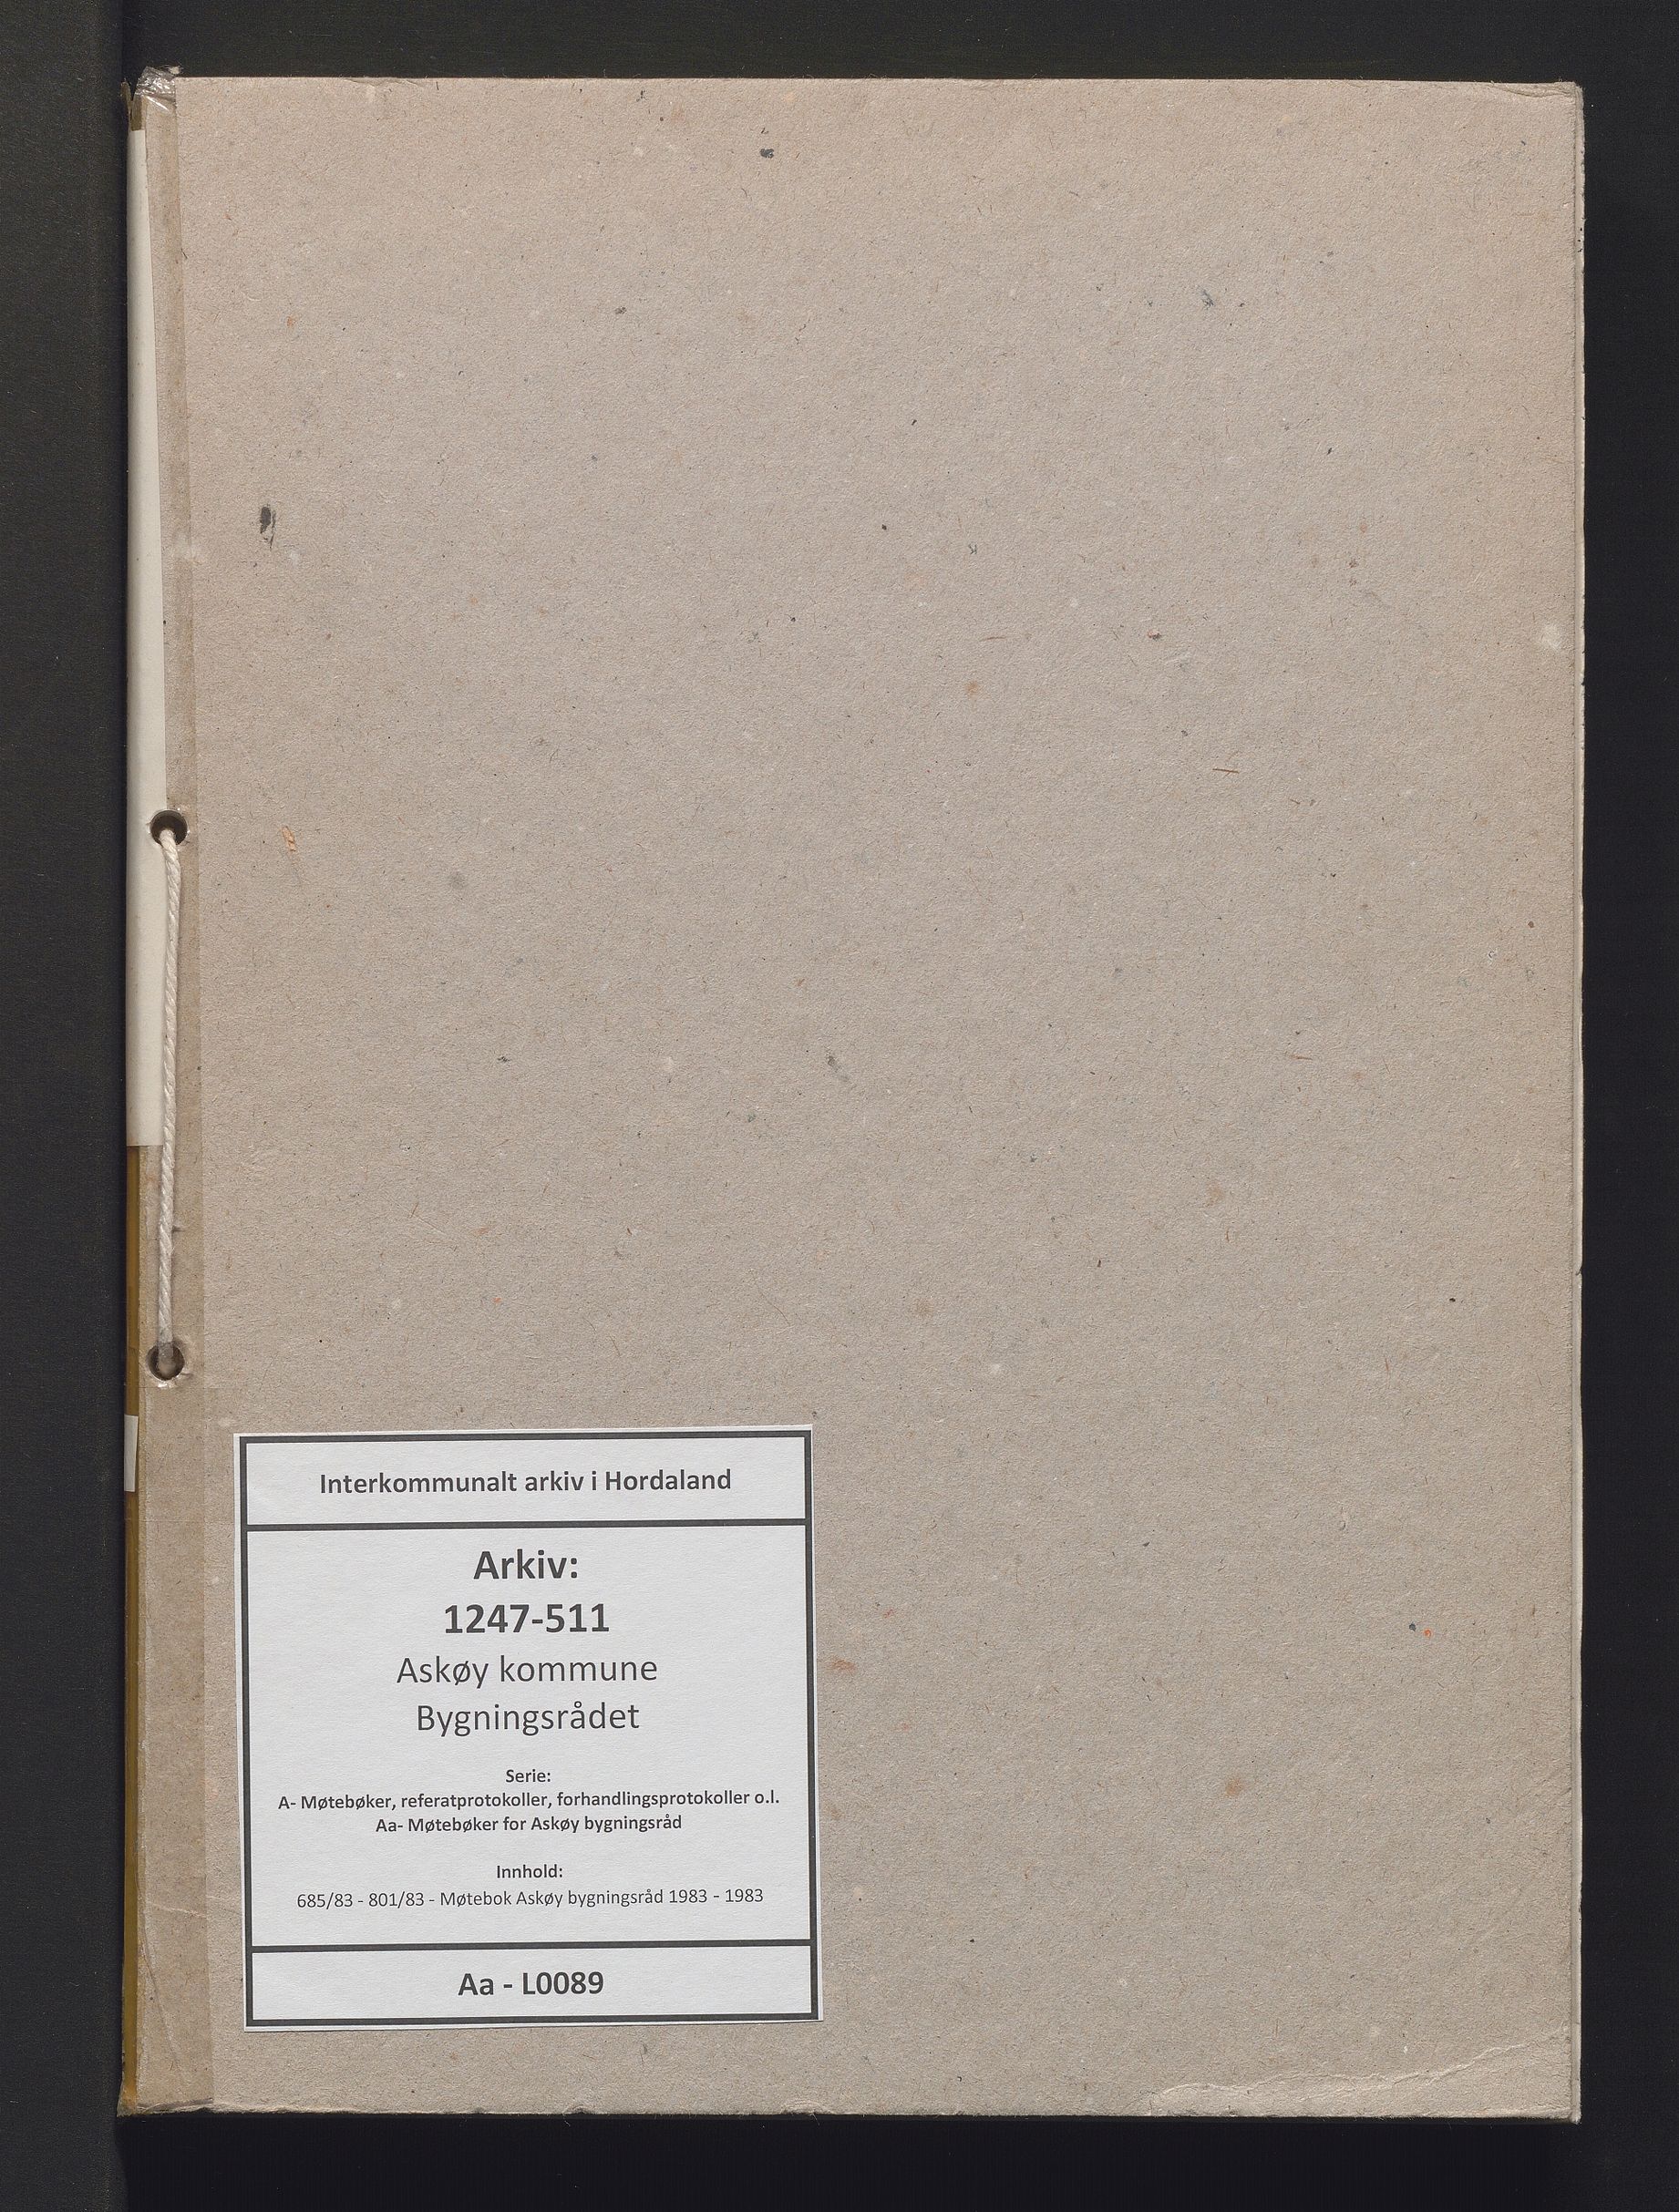 Interkommunalt arkiv i Hordaland
Arkiv:
1247-511
Askøy kommune
Bygningsrådet
Serie:
A- Møtebøker, referatprotokoller, forhandlingsprotokoller o.l.
Aa- Møtebøker for Askøy bygningsråd
Innhold:
685/83 - 801/83 - Møtebok Askøy bygningsråd 1983 - 1983
Aa - L0089